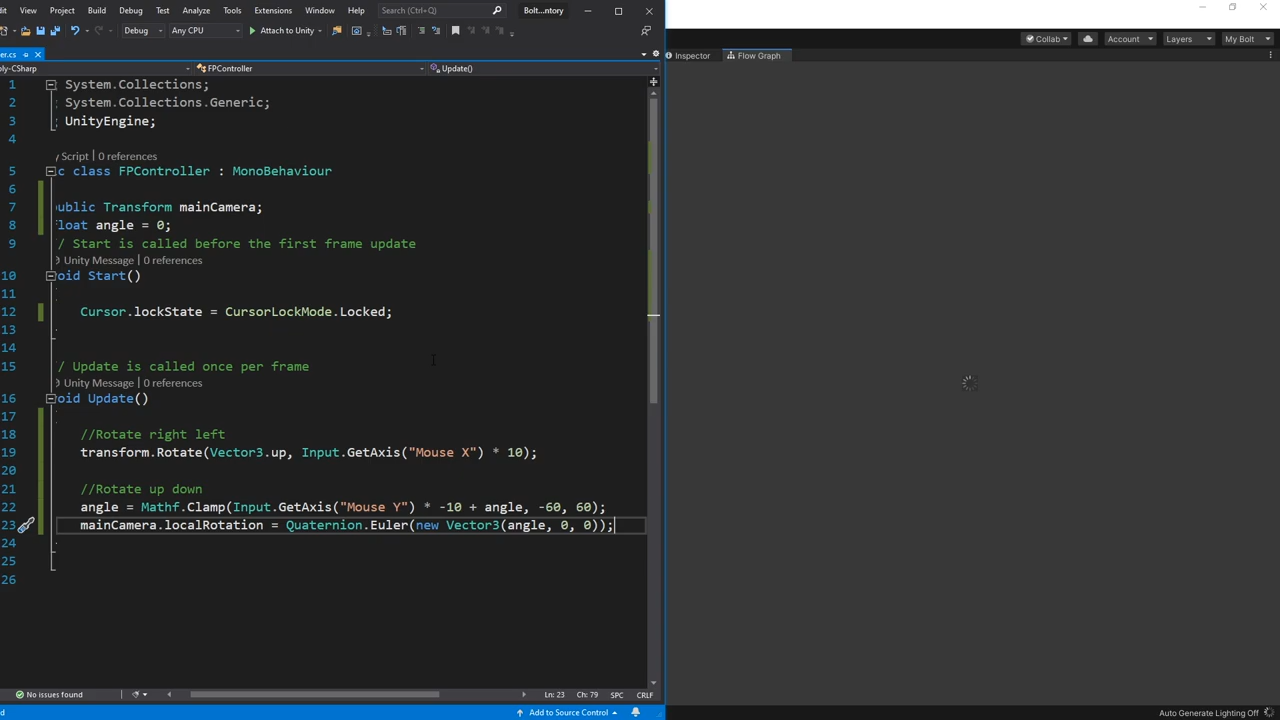 dit View Project Build Debug Test Analyze Tools Extensions Window Help Search (Ctrl+Q) Bolt...ntory
Debug Any CPU Attach to Unity
er.cs
ly-CSharp FPController Update()
1 System.Collections;
2 ; System.Collections.Generic;
3 ; UnityEngine;
4
y Script | 0 references
5 c class FPController : MonoBehaviour
6
7 public Transform mainCamera;
8 float angle = 0;
9 / Start is called before the first frame update
Unity Message | 0 references
10 oid Start()
11
12 Cursor.lockState = CursorLockMode.Locked;
13
14
15 / Update is called once per frame
Unity Message | 0 references
16 oid Update()
17
18 //Rotate right left
19 transform.Rotate(Vector3.up, Input.GetAxis("Mouse X") * 10);
20
21 //Rotate up down
22 angle = Mathf.Clamp(Input.GetAxis("Mouse Y") * -10 + angle, -60, 60);
23 mainCamera.localRotation = Quaternion.Euler(new Vector3(angle, 0, 0));
24
25
26
No issues found Ln: 23 Ch: 79 SPC CRLF
d Add to Source Control
Collab Account Layers My Bolt
Inspector Flow Graph
Auto Generate Lighting Off